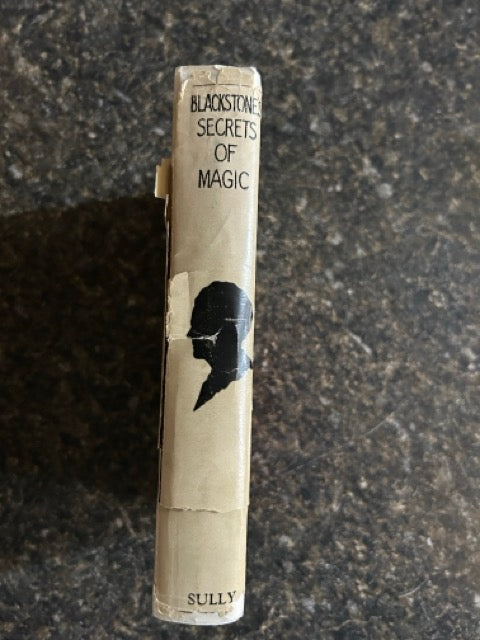 BLACKSTONE'S
SECRETS
OF
MAGIC
SULLY